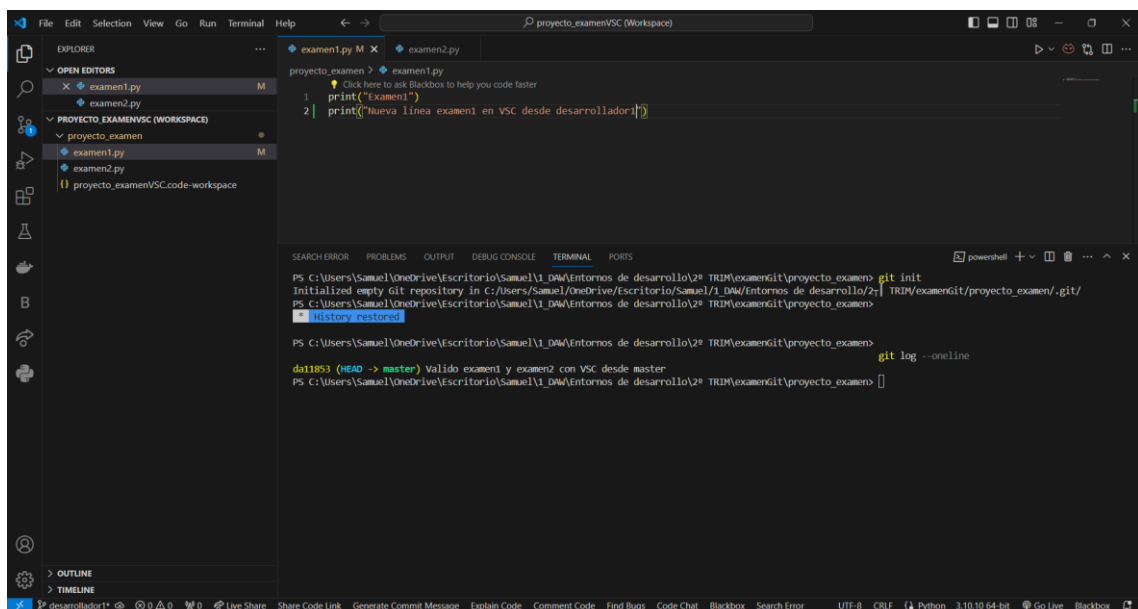 File Edit Selection View Go Run Terminal Help
proyecto_examenVSC (Workspace)
EXPLORER
OPEN EDITORS
examen1.py M
examen2.py
PROYECTO_EXAMENVSC (WORKSPACE)
proyecto_examen
examen1.py M
examen2.py
{} proyecto_examenVSC.code-workspace
OUTLINE
TIMELINE
examen1.py M examen2.py
proyecto_examen > examen1.py
Click here to ask Blackbox to help you code faster
1 print("Examen1")
2 print("Nueva línea examen1 en VSC desde desarrollador1")
SEARCH ERROR PROBLEMS OUTPUT DEBUG CONSOLE TERMINAL PORTS
powershell
PS C:\Users\Samuel\OneDrive\Escritorio\Samuel\1_DAW\Entornos de desarrollo\2º TRIM\examenGit\proyecto_examen> git init
Initialized empty Git repository in C:/Users/Samuel/OneDrive/Escritorio/Samuel/1_DAW/Entornos de desarrollo/2┬║ TRIM/examenGit/proyecto_examen/.git/
PS C:\Users\Samuel\OneDrive\Escritorio\Samuel\1_DAW\Entornos de desarrollo\2º TRIM\examenGit\proyecto_examen>
* History restored
PS C:\Users\Samuel\OneDrive\Escritorio\Samuel\1_DAW\Entornos de desarrollo\2º TRIM\examenGit\proyecto_examen>
git log --oneline
da11853 (HEAD -> master) Valido examen1 y examen2 con VSC desde master
PS C:\Users\Samuel\OneDrive\Escritorio\Samuel\1_DAW\Entornos de desarrollo\2º TRIM\examenGit\proyecto_examen>
desarrollador1* 0 0 0 Live Share Share Code Link Generate Commit Message Explain Code Comment Code Find Bugs Code Chat Blackbox Search Error UTF-8 CRLF Python 3.10.10 64-bit Go Live Blackbox